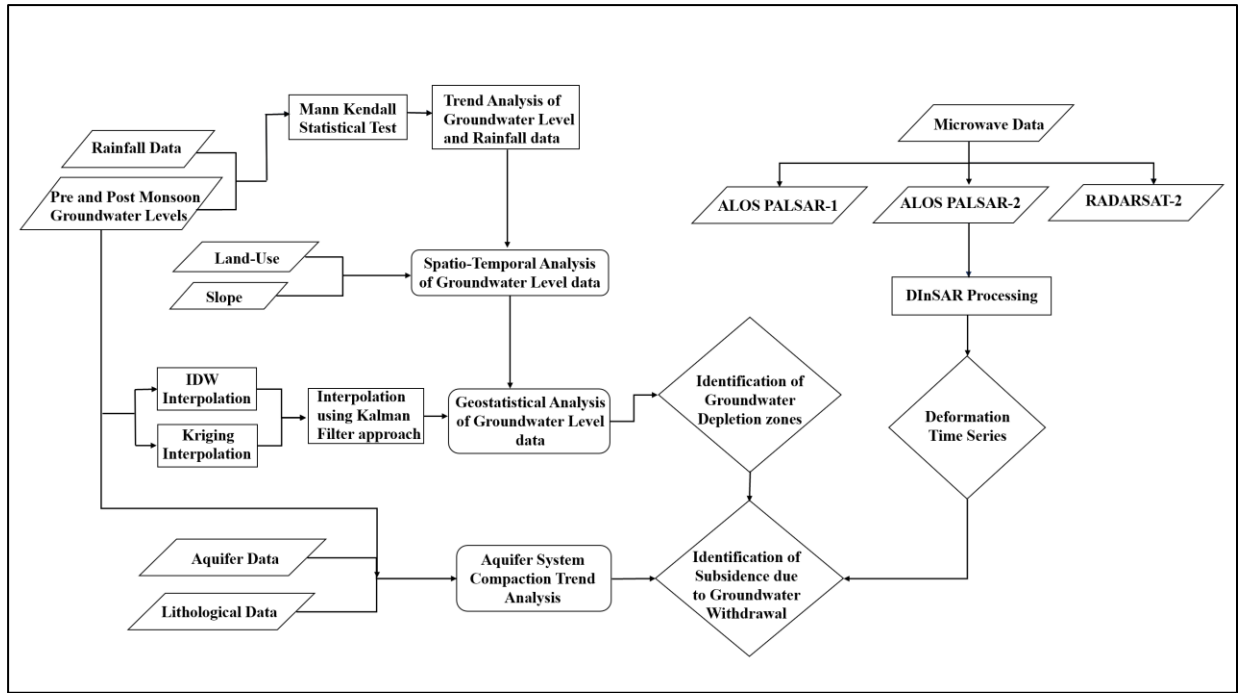 Rainfall Data
Pre and Post Monsoon
Groundwater Levels
Mann Kendall
Statistical Test
Trend Analysis of
Groundwater Level
and Rainfall data
Land-Use
Slope
Spatio-Temporal Analysis
of Groundwater Level data
IDW
Interpolation
Kriging
Interpolation
Interpolation
using Kalman
Filter approach
Geostatistical Analysis
of Groundwater Level
data
Identification of
Groundwater
Depletion zones
Aquifer Data
Lithological Data
Aquifer System
Compaction Trend
Analysis
Identification of
Subsidence due
to Groundwater
Withdrawal
Microwave Data
ALOS PALSAR-1
ALOS PALSAR-2
RADARSAT-2
DInSAR Processing
Deformation
Time Series